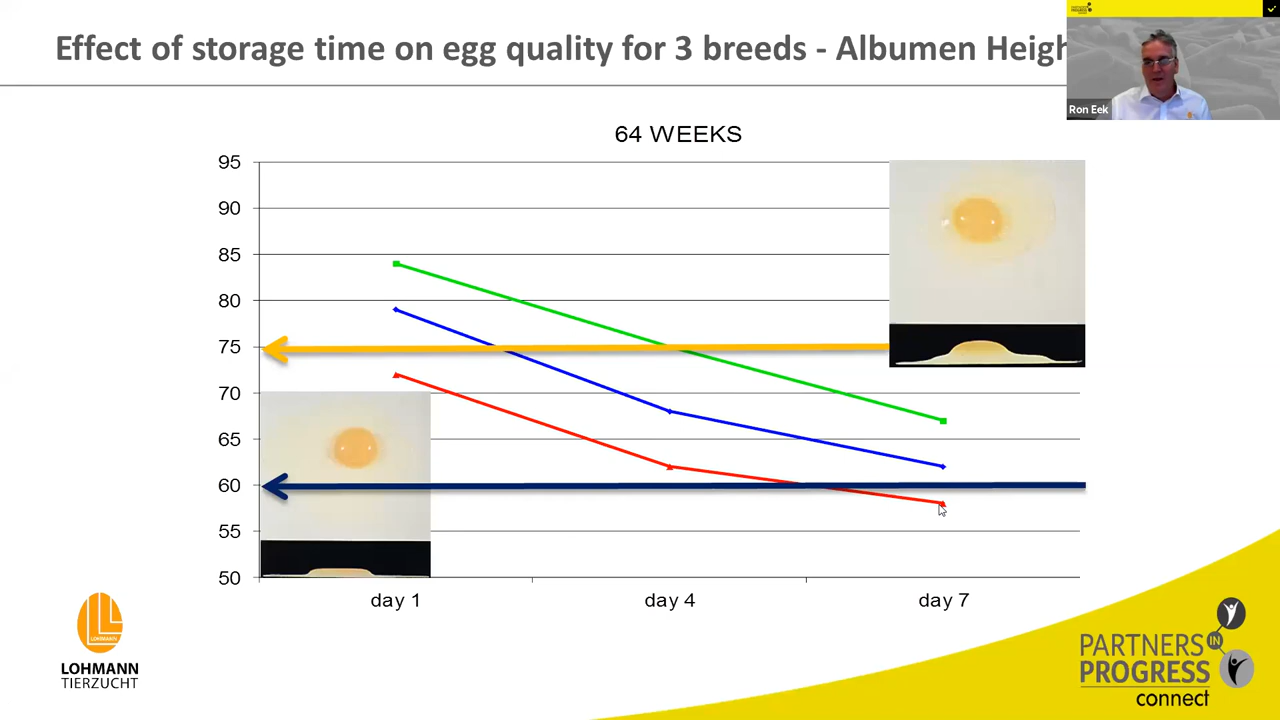 Effect of storage time on egg quality for 3 breeds - Albumen Heigh
Ron Eek
64 WEEKS
95
90
85
80
75
70
65
60
55
50
day 1
day 4
day 7
LOHMANN
LOHMANN
TIERZUCHT
PARTNERS IN
PROGRESS
connect